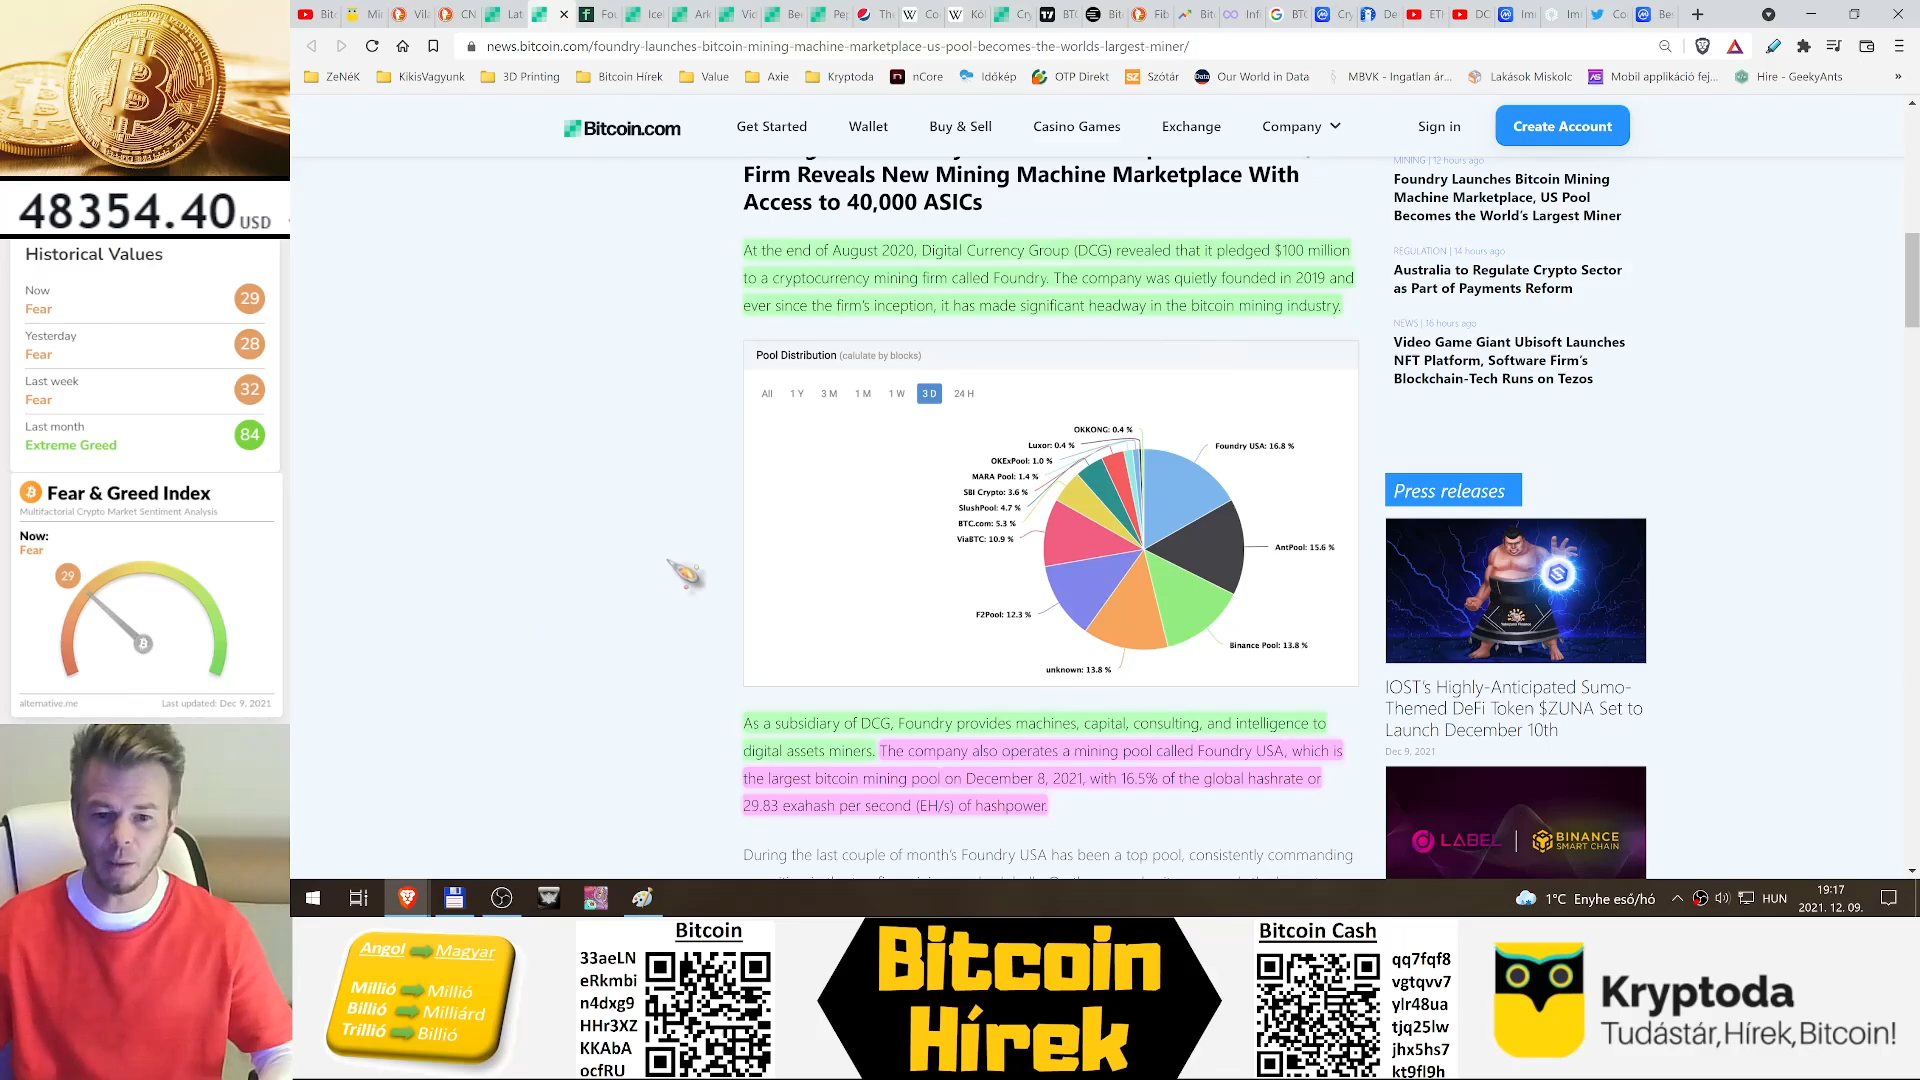 48354.40 USD
Historical Values
Now
Fear
29
Yesterday
Fear
28
Last week
Fear
32
Last month
Extreme Greed
84
Fear & Greed Index
Multifactorial Crypto Market Sentiment Analysis
Now:
Fear
29
alternative.me
Last updated: Dec 9, 2021
news.bitcoin.com/foundry-launches-bitcoin-mining-machine-marketplace-us-pool-becomes-the-worlds-largest-miner/
ZeNéK
KikisVagyunk
3D Printing
Bitcoin Hírek
Value
Axie
Kryptoda
nCore
Időkép
OTP Direkt
Szótár
Our World in Data
MBVK - Ingatlan ár...
Lakások Miskolc
Mobil applikáció fej...
Hire - GeekyAnts
Bitcoin.com
Get Started
Wallet
Buy & Sell
Casino Games
Exchange
Company
Sign in
Create Account
Firm Reveals New Mining Machine Marketplace With
Access to 40,000 ASICs
At the end of August 2020, Digital Currency Group (DCG) revealed that it pledged $100 million
to a cryptocurrency mining firm called Foundry. The company was quietly founded in 2019 and
ever since the firm's inception, it has made significant headway in the bitcoin mining industry.
Pool Distribution (calulate by blocks)
All 1 Y 3 M 1 M 1 W 3 D 24 H
OKKONG: 0.4 %
Luxor: 0.4 %
OKExPool: 1.0 %
MARA Pool: 1.4 %
SBI Crypto: 3.6 %
SlushPool: 4.7 %
BTC.com: 5.3 %
ViaBTC: 10.9 %
F2Pool: 12.3 %
unknown: 13.8 %
Foundry USA: 16.8 %
AntPool: 15.6 %
Binance Pool: 13.8 %
As a subsidiary of DCG, Foundry provides machines, capital, consulting, and intelligence to
digital assets miners. The company also operates a mining pool called Foundry USA, which is
the largest bitcoin mining pool on December 8, 2021, with 16.5% of the global hashrate or
29.83 exahash per second (EH/s) of hashpower.
During the last couple of month's Foundry USA has been a top pool, consistently commanding
MINING | 12 hours ago
Foundry Launches Bitcoin Mining
Machine Marketplace, US Pool
Becomes the World's Largest Miner
REGULATION | 14 hours ago
Australia to Regulate Crypto Sector
as Part of Payments Reform
NEWS | 16 hours ago
Video Game Giant Ubisoft Launches
NFT Platform, Software Firm's
Blockchain-Tech Runs on Tezos
Press releases
IOST's Highly-Anticipated Sumo-
Themed DeFi Token $ZUNA Set to
Launch December 10th
Dec 9, 2021
LABEL | BINANCE
SMART CHAIN
1°C Enyhe eső/hó
HUN
19:17
2021. 12. 09.
Angol Magyar
Millió Millió
Billió Milliárd
Trillió Billió
Bitcoin
33aeLN
eRkmbi
n4dxg9
HHr3XZ
KKAbA
ocfRU
Bitcoin
Hírek
Bitcoin Cash
qq7fqf8
vgtqvv7
ylr48ua
tjq25lw
jhx5hs7
kt9fl9h
Kryptoda
Tudástár,Hírek,Bitcoin!